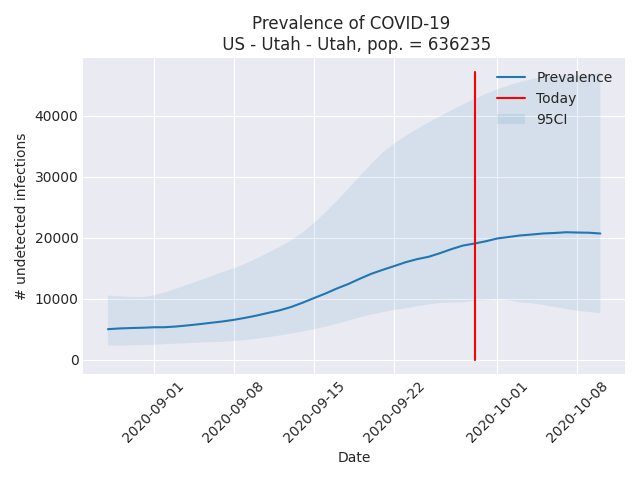 Prevalence of COVID-19
US - Utah - Utah, pop. = 636235
Prevalence
Today
95CI
# undetected infections
40000
30000
20000
10000
0
2020-09-01
2020-09-08
2020-09-15
2020-09-22
2020-10-01
2020-10-08
Date